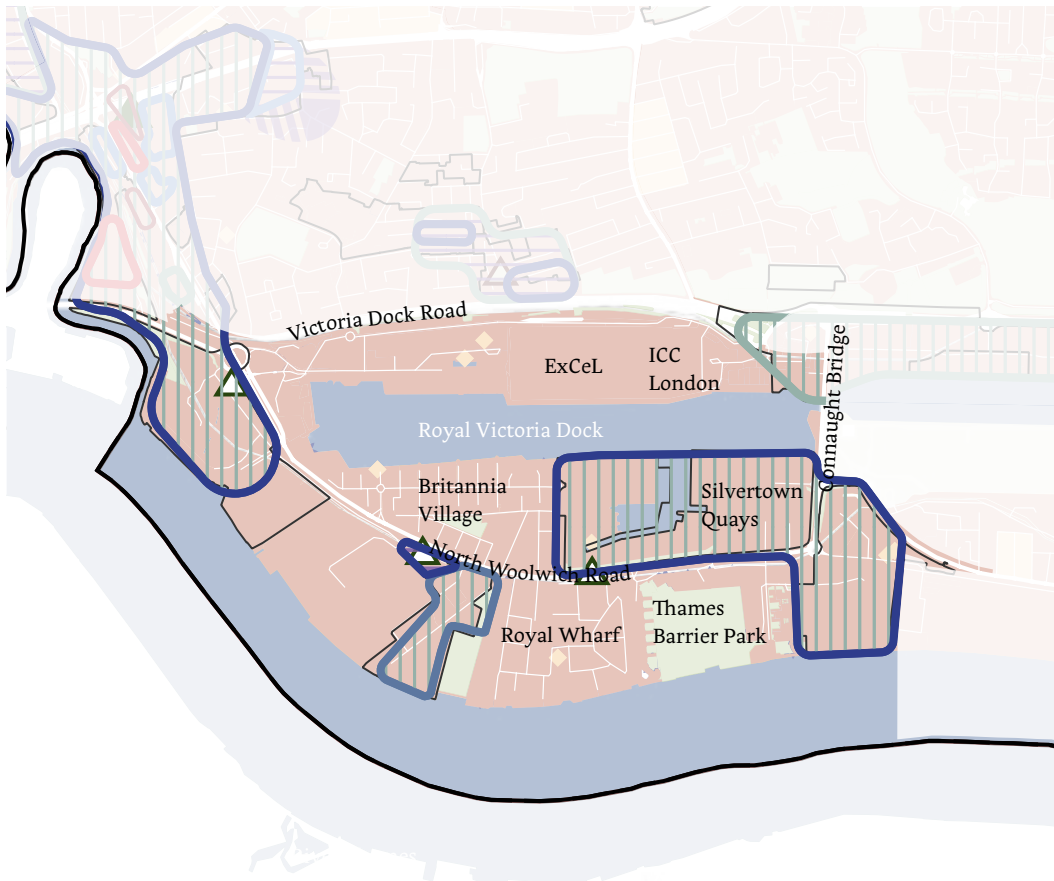 Victoria Dock Road
ExCeL
ICC
London
Connaught Bridge
Royal Victoria Dock
Britannia
Village
Silvertown
Quays
North Woolwich Road
Thames
Barrier Park
Royal Wharf